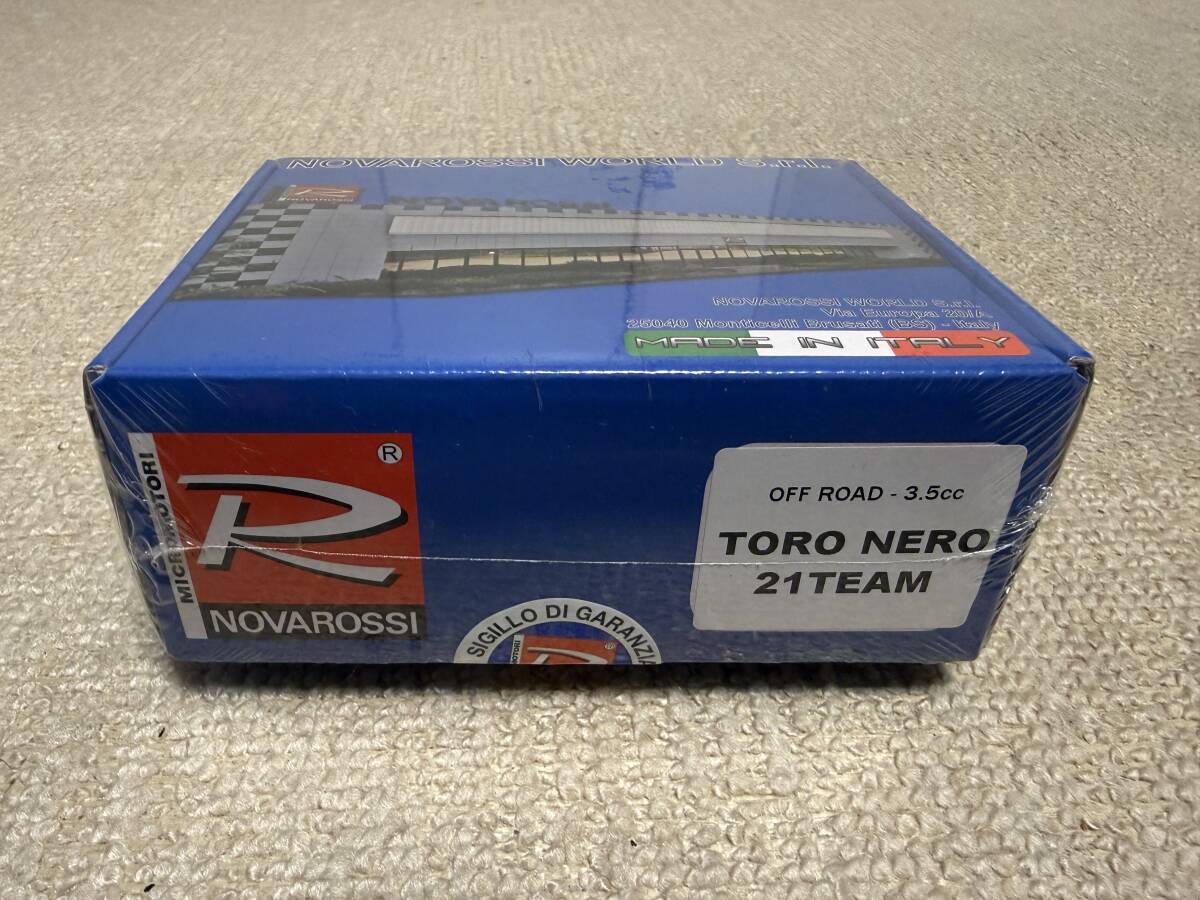 NOVAROSSI WORLD S.r.l.
R
NOVAROSSI
NOVAROSSI WORLD S.r.l.
Via Europa 20/A
25040 Monticelli Brusati (BS) - Italy
MADE IN ITALY
MICROMOTORI
R
®
NOVAROSSI
OFF ROAD - 3.5cc
TORO NERO
21TEAM
SIGILLO DI GARANZIA
R
®